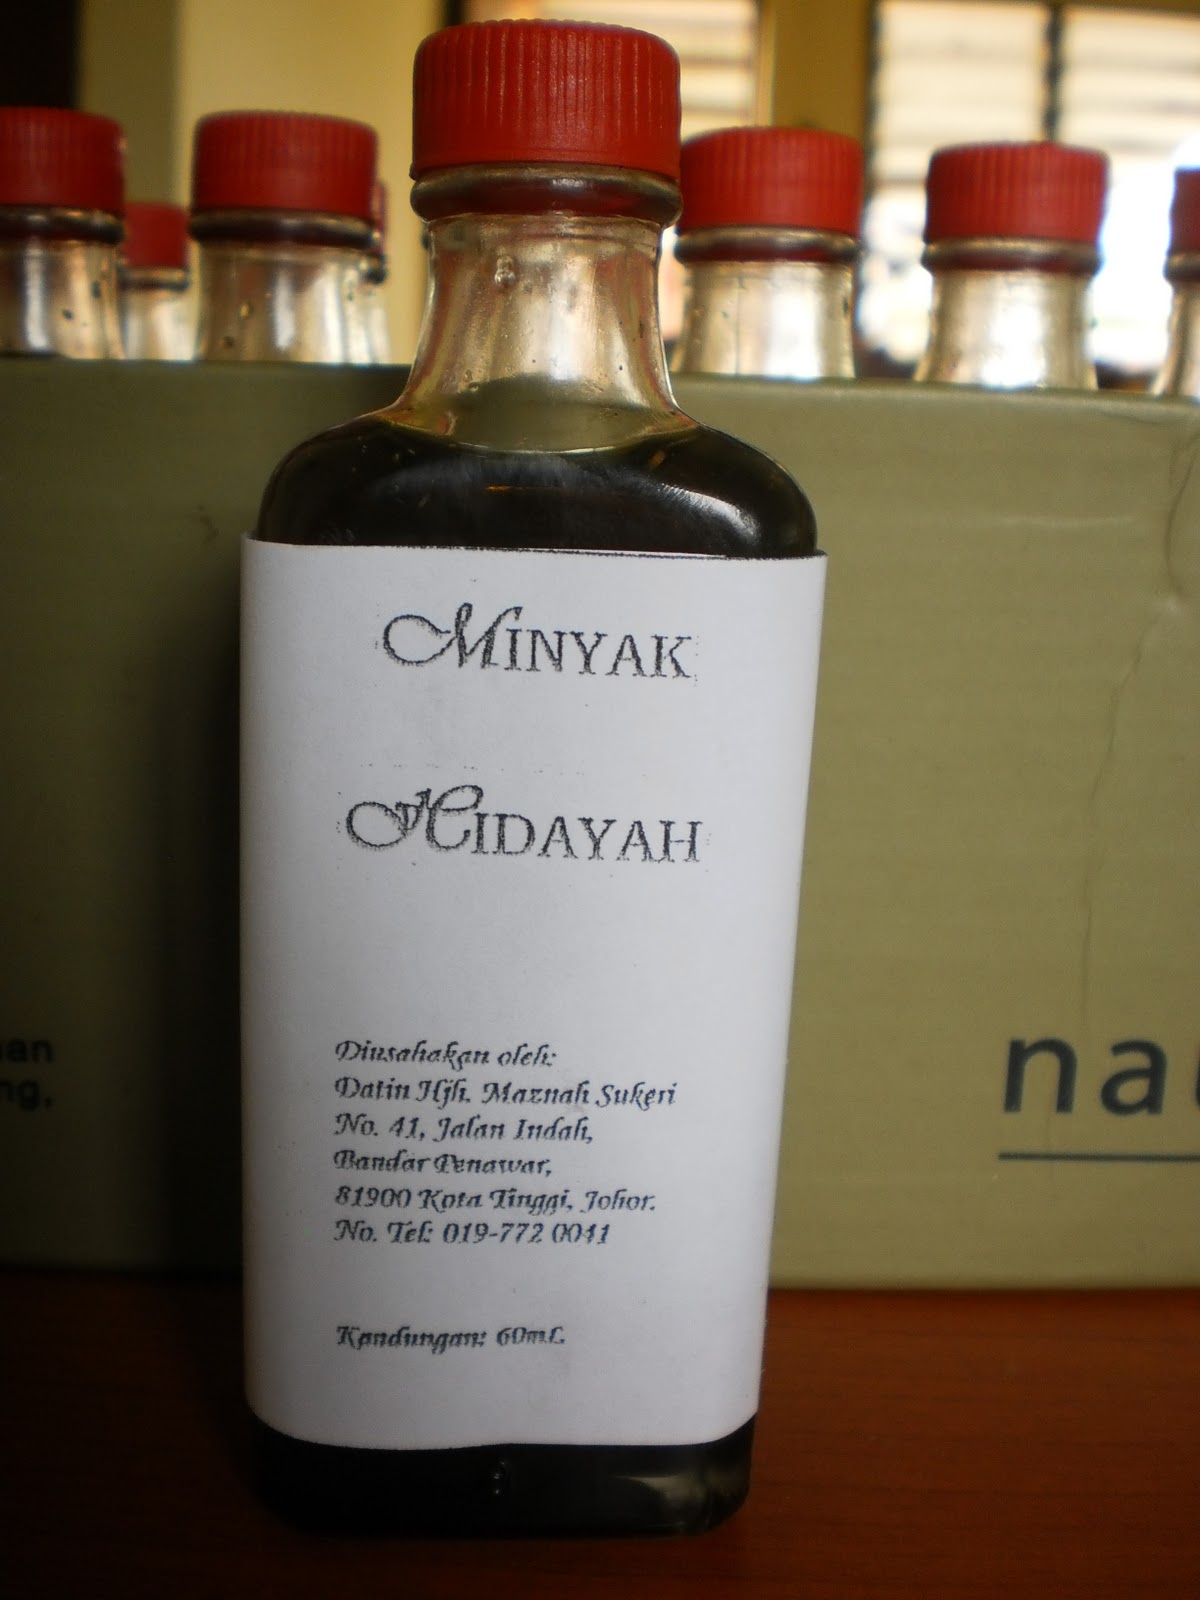 MINYAK
HIDAYAH
Diusahakan oleh:
Datin Hjh. Maznah Sukeri
No. 41, Jalan Indah,
Bandar Penawar,
81900 Kota Tinggi, Johor.
No. Tel: 019-772 0041
Kandungan: 60mL